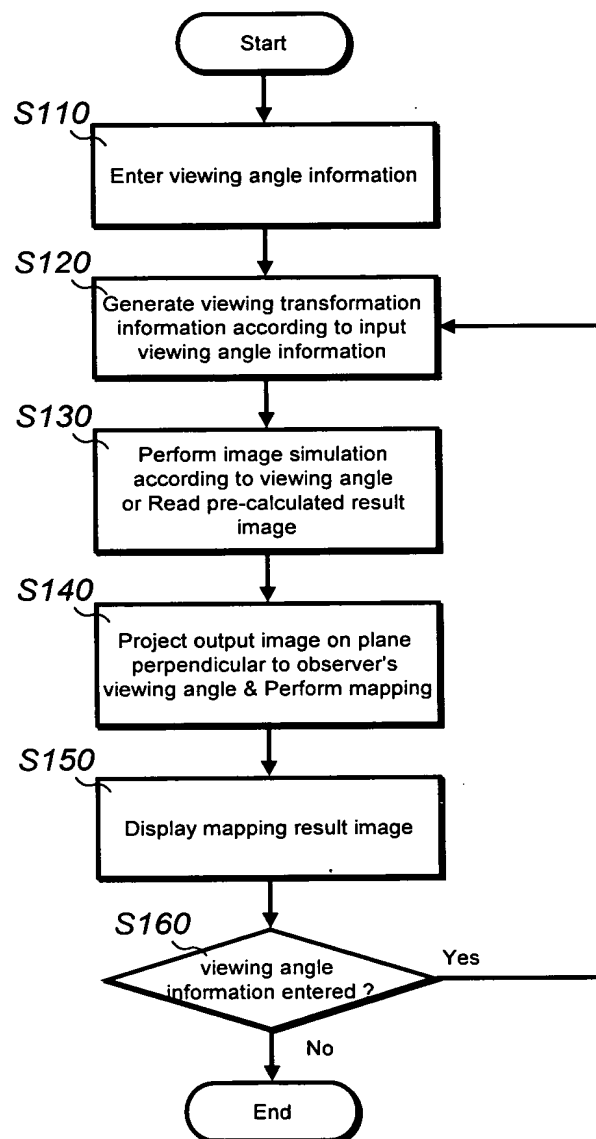 Start
S110
Enter viewing angle information
S120
Generate viewing transformation
information according to input
viewing angle information
S130
Perform image simulation
according to viewing angle
or Read pre-calculated result
image
S140
Project output image on plane
perpendicular to observer's
viewing angle & Perform mapping
S150
Display mapping result image
S160
viewing angle
information entered ?
Yes
No
End